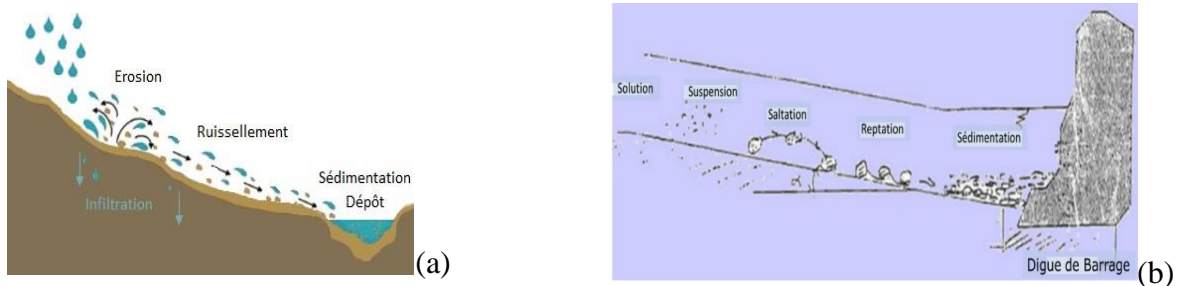 Erosion
Ruissellement
Sédimentation
Dépôt
Infiltration
(a)
Solution
Suspension
Saltation
Reptation
Sédimentation
Digue de Barrage
(b)